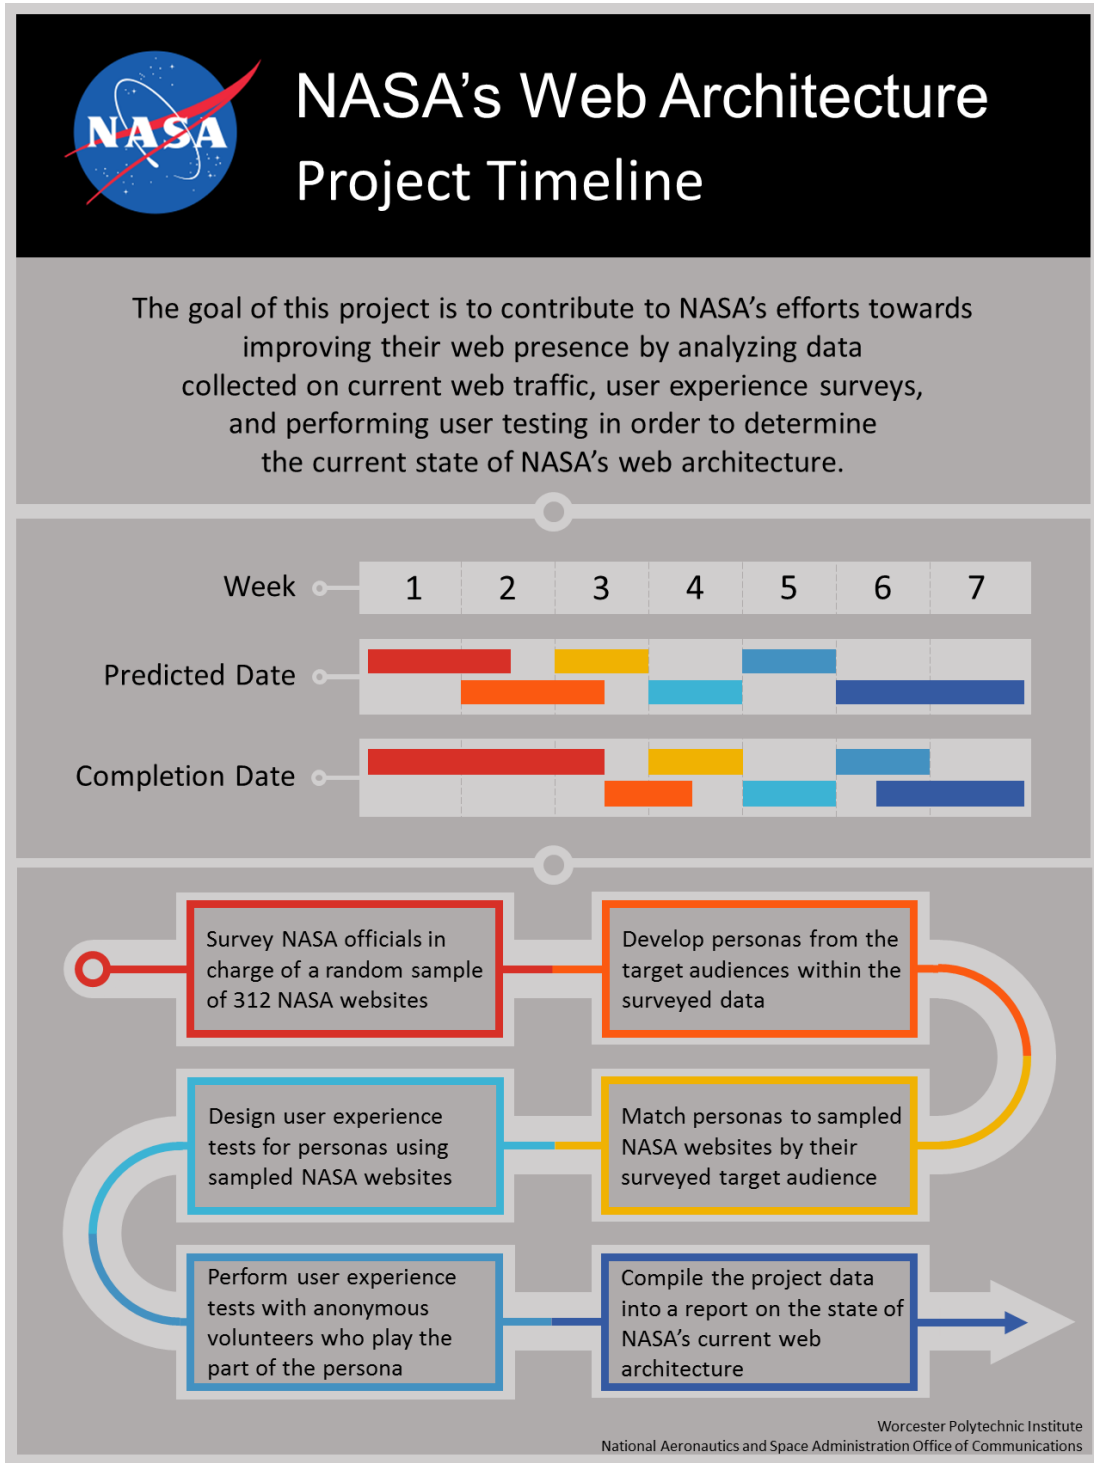 NASA
NASA's Web Architecture
Project Timeline
The goal of this project is to contribute to NASA's efforts towards
improving their web presence by analyzing data
collected on current web traffic, user experience surveys,
and performing user testing in order to determine
the current state of NASA's web architecture.
Week 1 2 3 4 5 6 7
Predicted Date
Completion Date
Survey NASA officials in
charge of a random sample
of 312 NASA websites
Develop personas from the
target audiences within the
surveyed data
Match personas to sampled
NASA websites by their
surveyed target audience
Design user experience
tests for personas using
sampled NASA websites
Perform user experience
tests with anonymous
volunteers who play the
part of the persona
Compile the project data
into a report on the state of
NASA's current web
architecture
Worcester Polytechnic Institute
National Aeronautics and Space Administration Office of Communications